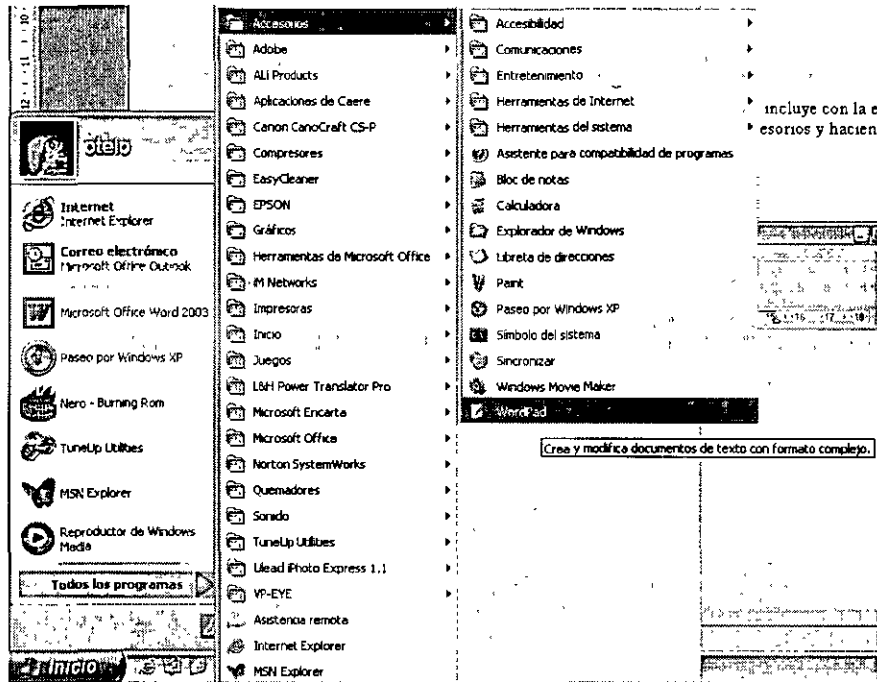 otelo
Internet
Internet Explorer
Correo electrónico
Microsoft Office Outlook
Microsoft Office Word 2003
Paseo por Windows XP
Nero - Burning Rom
TuneUp Utilities
MSN Explorer
Reproductor de Windows
Media
Todos los programas
Inicio
Accesorios
Adobe
ALi Products
Aplicaciones de Caere
Canon CanoCraft CS-P
Compresores
EasyCleaner
EPSON
Gráficos
Herramientas de Microsoft Office
iM Networks
Impresoras
Inicio
Juegos
L&H Power Translator Pro
Microsoft Encarta
Microsoft Office
Norton SystemWorks
Quemadores
Sonido
TuneUp Utilities
Ulead iPhoto Express 1.1
VP-EYE
Asistencia remota
Internet Explorer
MSN Explorer
Accesibilidad
Comunicaciones
Entretenimiento
Herramientas de Internet
Herramientas del sistema
Asistente para compatibilidad de programas
Bloc de notas
Calculadora
Explorador de Windows
Libreta de direcciones
Paint
Paseo por Windows XP
Símbolo del sistema
Sincronizar
Windows Movie Maker
WordPad
Crea y modifica documentos de texto con formato complejo.
incluye con la e
esorios y hacien